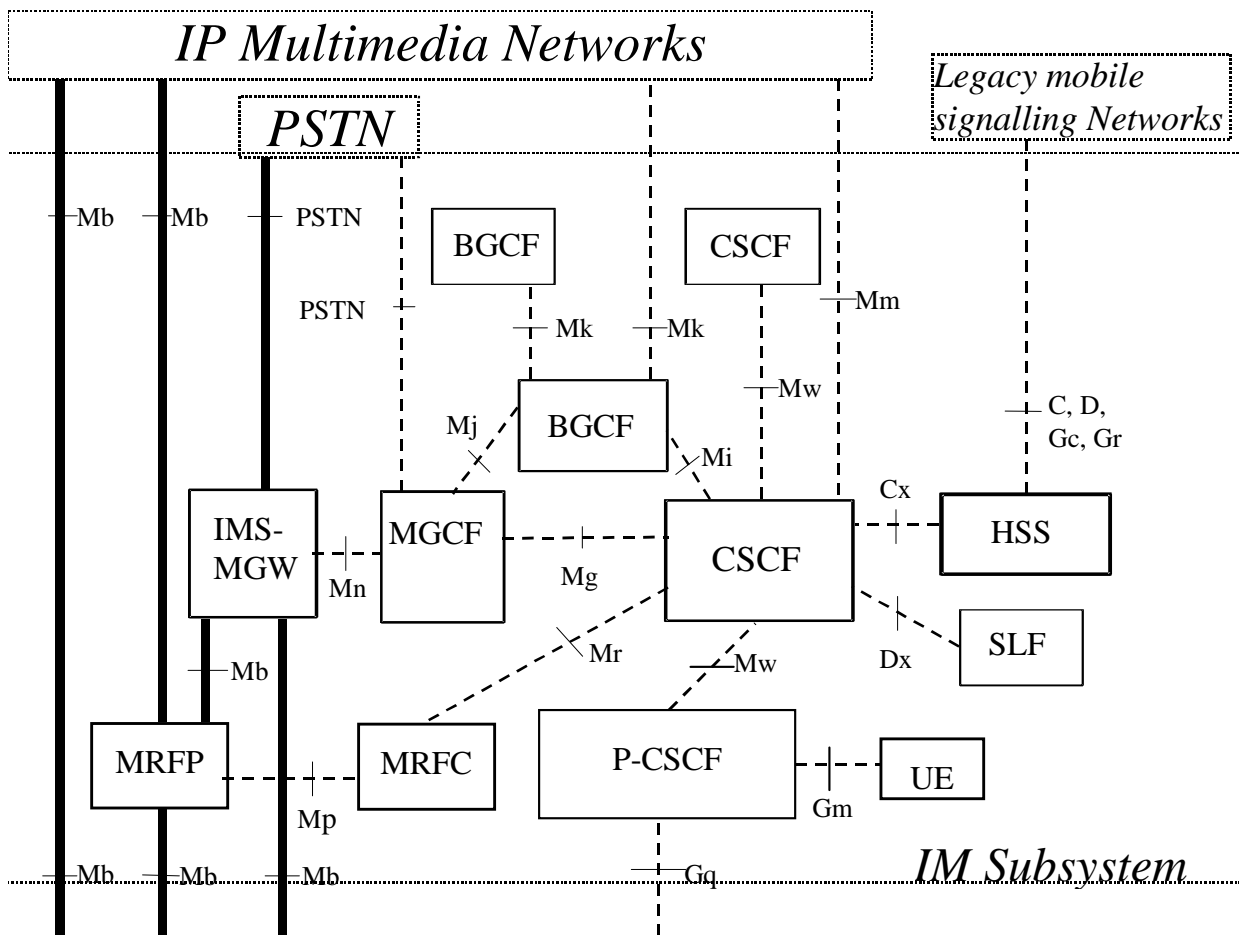 IP Multimedia Networks
Legacy mobile
signalling Networks
PSTN
Mb
Mb
PSTN
BGCF
CSCF
PSTN
Mm
Mk
Mk
Mw
C, D,
Gc, Gr
Mj
BGCF
Mi
Cx
IMS-
MGW
MGCF
CSCF
HSS
Mn
Mg
Mb
Mr
Mw
Dx
SLF
MRFP
MRFC
P-CSCF
UE
Mp
Gm
Mb
Mb
Mb
Gq
IM Subsystem